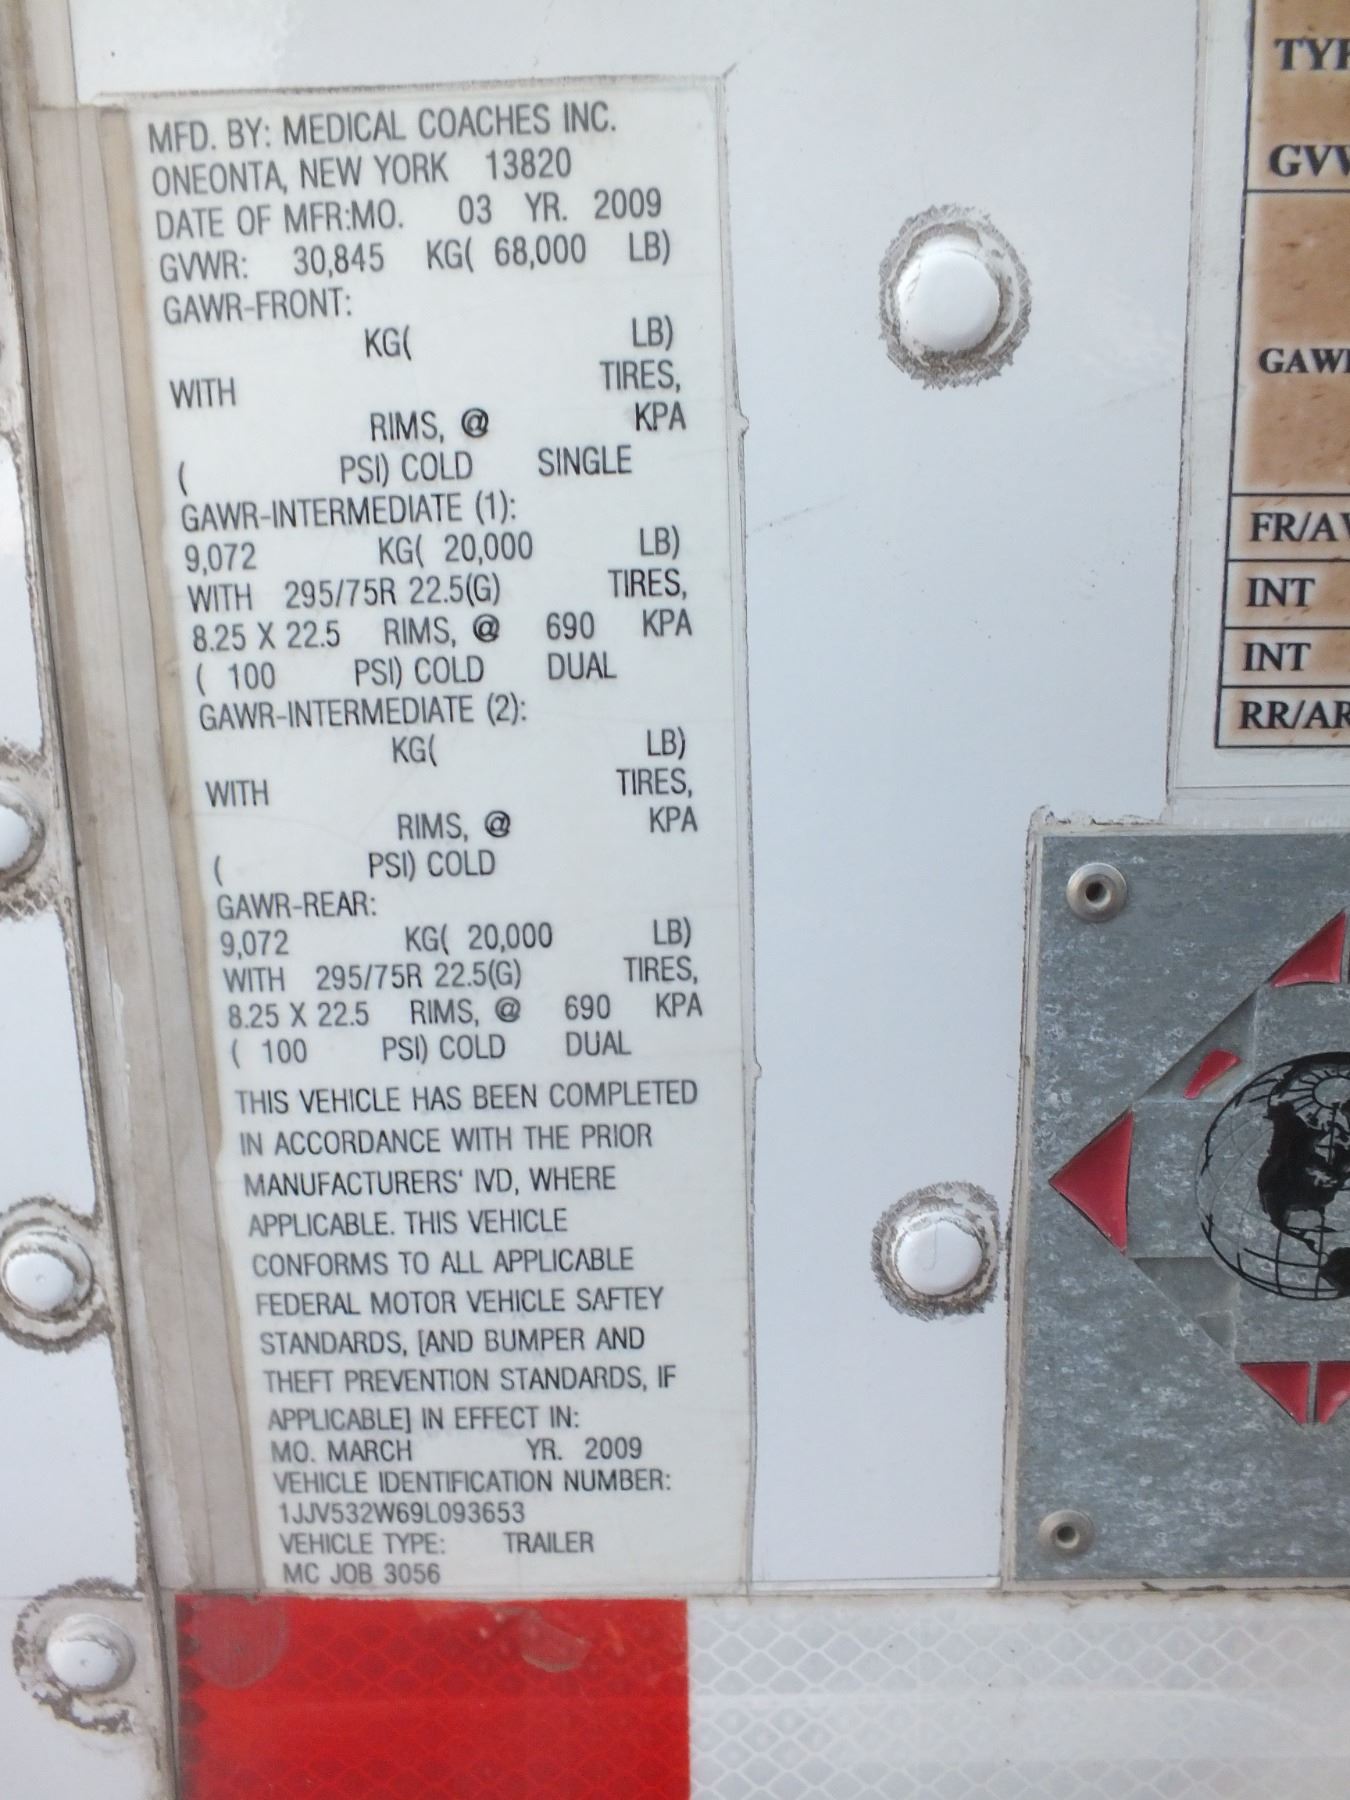 MFD. BY: MEDICAL COACHES INC.
ONEONTA, NEW YORK 13820
DATE OF MFR:MO. 03 YR. 2009
GVWR: 30,845 KG( 68,000 LB)
GAWR-FRONT:
KG( LB)
WITH TIRES,
RIMS, @ KPA
( PSI) COLD SINGLE
GAWR-INTERMEDIATE (1):
9,072 KG( 20,000 LB)
WITH 295/75R 22.5(G) TIRES,
8.25 X 22.5 RIMS, @ 690 KPA
( 100 PSI) COLD DUAL
GAWR-INTERMEDIATE (2):
KG( LB)
WITH TIRES,
RIMS, @ KPA
( PSI) COLD
GAWR-REAR:
9,072 KG( 20,000 LB)
WITH 295/75R 22.5(G) TIRES,
8.25 X 22.5 RIMS, @ 690 KPA
( 100 PSI) COLD DUAL
THIS VEHICLE HAS BEEN COMPLETED
IN ACCORDANCE WITH THE PRIOR
MANUFACTURERS' IVD, WHERE
APPLICABLE. THIS VEHICLE
CONFORMS TO ALL APPLICABLE
FEDERAL MOTOR VEHICLE SAFTEY
STANDARDS, [AND BUMPER AND
THEFT PREVENTION STANDARDS, IF
APPLICABLE] IN EFFECT IN:
MO. MARCH YR. 2009
VEHICLE IDENTIFICATION NUMBER:
1JJV532W69L093653
VEHICLE TYPE: TRAILER
MC JOB 3056
INT
INT